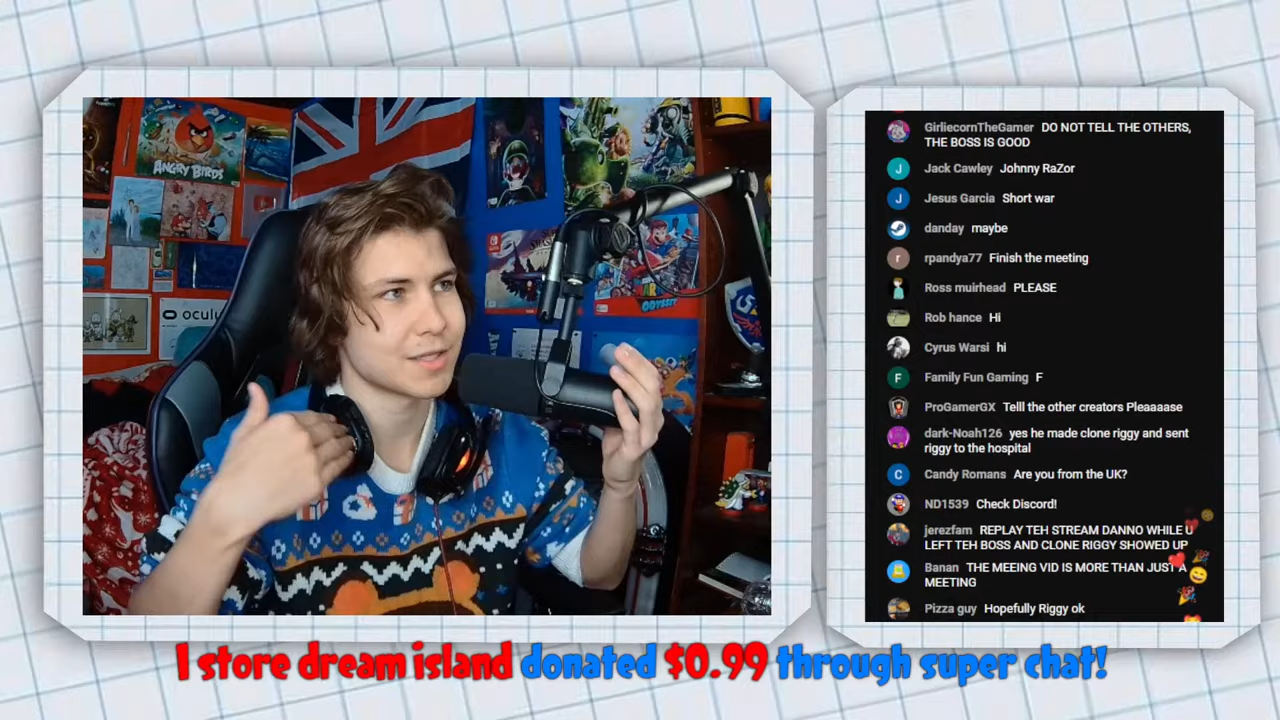 PI
ANGRY BIRDS
oculu
ODYSSEY
GirliecornTheGamer DO NOT TELL THE OTHERS,
THE BOSS IS GOOD
Jack Cawley Johnny RaZor
Jesus Garcia Short war
danday maybe
rpandya77 Finish the meeting
Ross muirhead PLEASE
Rob hance Hi
Cyrus Warsi hi
Family Fun Gaming F
ProGamerGX Telll the other creators Pleaaaase
dark-Noah126 yes he made clone riggy and sent
riggy to the hospital
Candy Romans Are you from the UK?
ND1539 Check Discord!
jerezfam REPLAY TEH STREAM DANNO WHILE U
LEFT TEH BOSS AND CLONE RIGGY SHOWED UP
Banan THE MEEING VID IS MORE THAN JUST A
MEETING
Pizza guy Hopefully Riggy ok
I store dream island donated $0.99 through super chat!